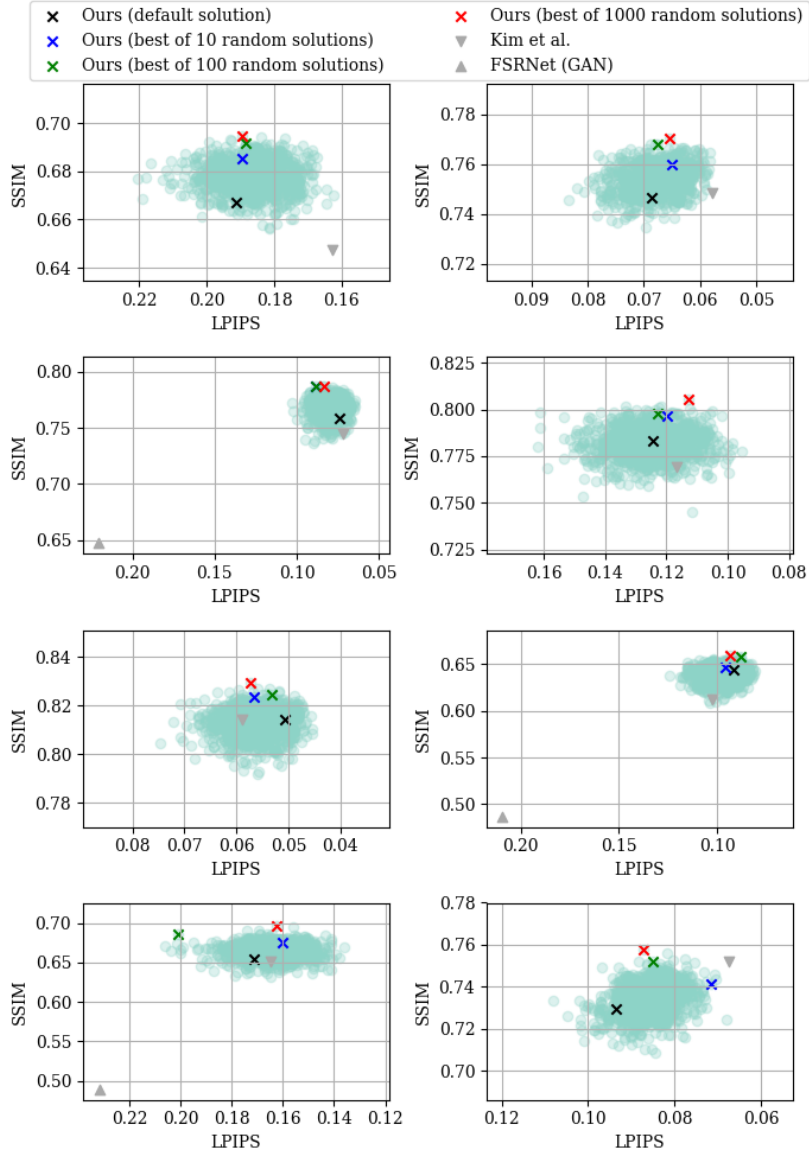 Ours (default solution)
Ours (best of 10 random solutions)
Ours (best of 100 random solutions)
Ours (best of 1000 random solutions)
Kim et al.
FSRNet (GAN)
0.70
0.68
0.66
0.64
SSIM
0.22 0.20 0.18 0.16
LPIPS
0.78
0.76
0.74
0.72
SSIM
0.09 0.08 0.07 0.06 0.05
LPIPS
0.80
0.75
0.70
0.65
SSIM
0.20 0.15 0.10 0.05
LPIPS
0.825
0.800
0.775
0.750
0.725
SSIM
0.16 0.14 0.12 0.10 0.08
LPIPS
0.84
0.82
0.80
0.78
SSIM
0.08 0.07 0.06 0.05 0.04
LPIPS
0.65
0.60
0.55
0.50
SSIM
0.20 0.15 0.10
LPIPS
0.70
0.65
0.60
0.55
0.50
SSIM
0.22 0.20 0.18 0.16 0.14 0.12
LPIPS
0.78
0.76
0.74
0.72
0.70
SSIM
0.12 0.10 0.08 0.06
LPIPS